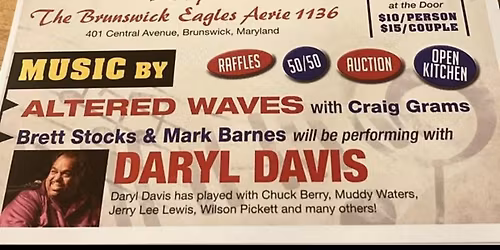 The Brunswick Eagles Aerie 1136
401 Central Avenue, Brunswick, Maryland
at the Door
$10/PERSON
$15/COUPLE
MUSIC BY
RAFFLES
50/50
AUCTION
OPEN
KITCHEN
ALTERED WAVES with Craig Grams
Brett Stocks & Mark Barnes will be performing with
DARYL DAVIS
Daryl Davis has played with Chuck Berry, Muddy Waters,
Jerry Lee Lewis, Wilson Pickett and many others!